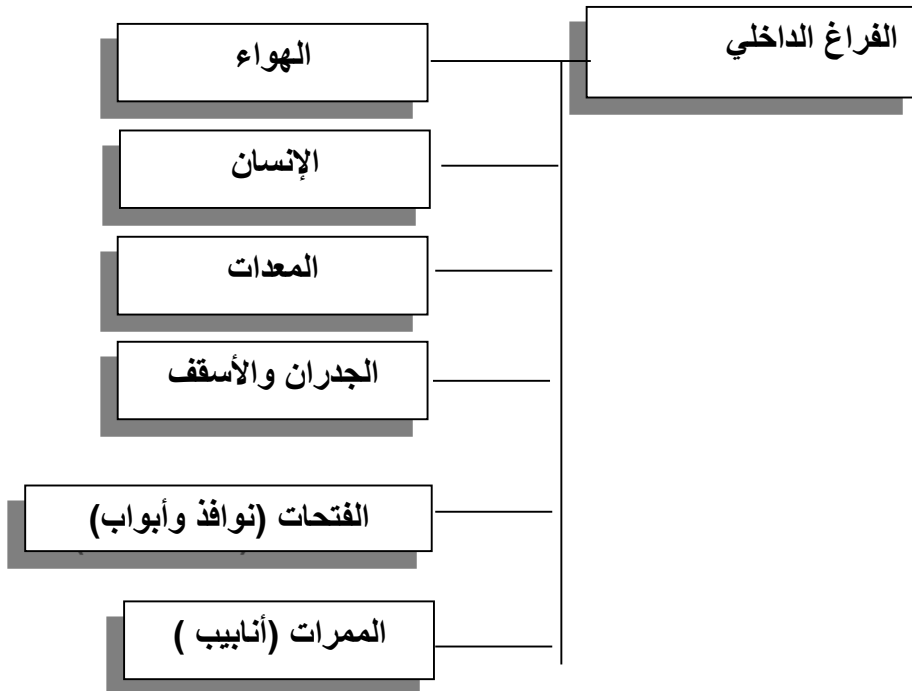 الفراغ الداخلي
الهواء
الإنسان
المعدات
الجدران والأسقف
الفتحات (نوافذ وأبواب)
الممرات (أنابيب )